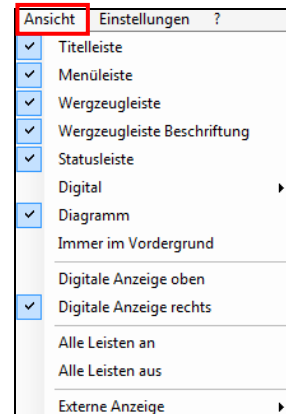 Ansicht Einstellungen ?
Titelleiste
Menüleiste
Wergzeugleiste
Wergzeugleiste Beschriftung
Statusleiste
Digital
Diagramm
Immer im Vordergrund
Digitale Anzeige oben
Digitale Anzeige rechts
Alle Leisten an
Alle Leisten aus
Externe Anzeige